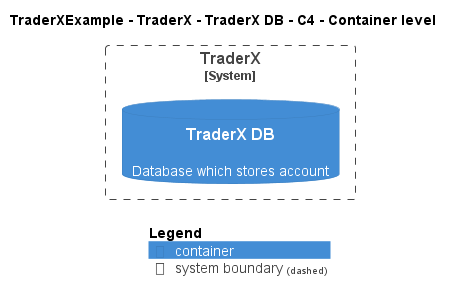 TraderXExample - TraderX - TraderX DB - C4 - Container level
TraderX
[System]
TraderX DB
Database which stores account
Legend
container
system boundary (dashed)